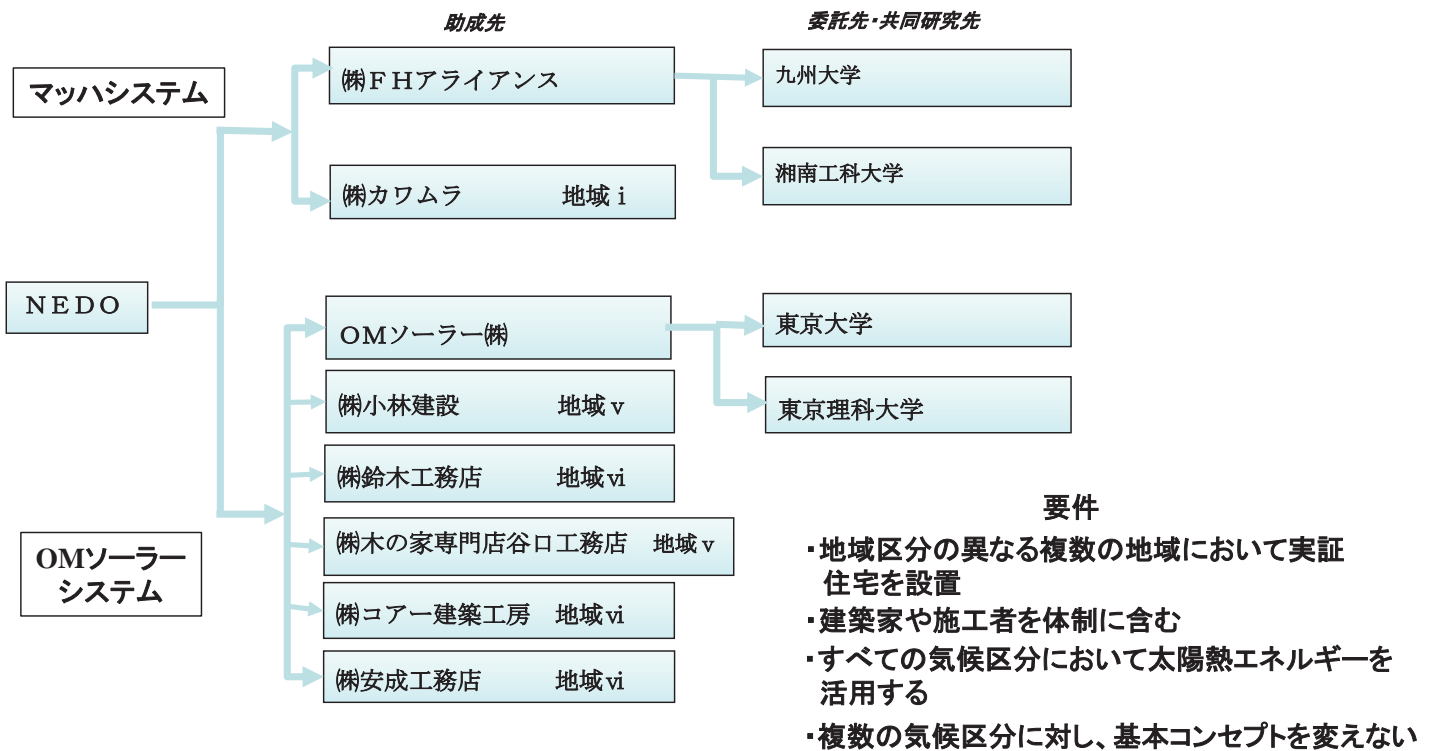 助成先
委託先・共同研究先
マッハシステム
㈱ＦＨアライアンス
九州大学
湘南工科大学
㈱カワムラ 地域ⅰ
ＮＥＤＯ
ＯＭソーラー㈱
東京大学
東京理科大学
㈱小林建設 地域ⅴ
㈱鈴木工務店 地域ⅵ
㈱木の家専門店谷口工務店 地域ⅴ
㈱コアー建築工房 地域ⅵ
㈱安成工務店 地域ⅵ
OMソーラー
システム
要件
・地域区分の異なる複数の地域において実証
住宅を設置
・建築家や施工者を体制に含む
・すべての気候区分において太陽熱エネルギーを
活用する
・複数の気候区分に対し、基本コンセプトを変えない